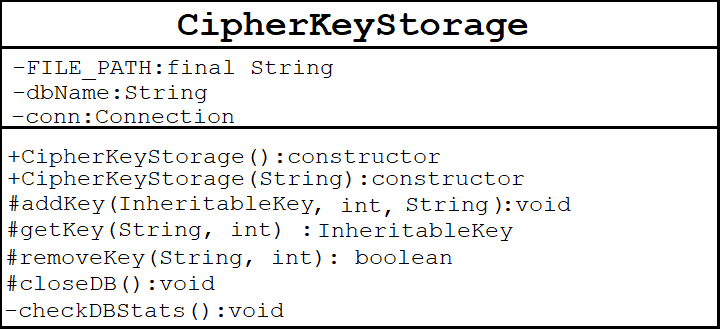 CipherKeyStorage
-FILE_PATH:final String
-dbName:String
-conn:Connection
+CipherKeyStorage():constructor
+CipherKeyStorage(String):constructor
#addKey(InheritableKey, int, String):void
#getKey(String, int) :InheritableKey
#removeKey(String, int): boolean
#closeDB():void
-checkDBStats():void